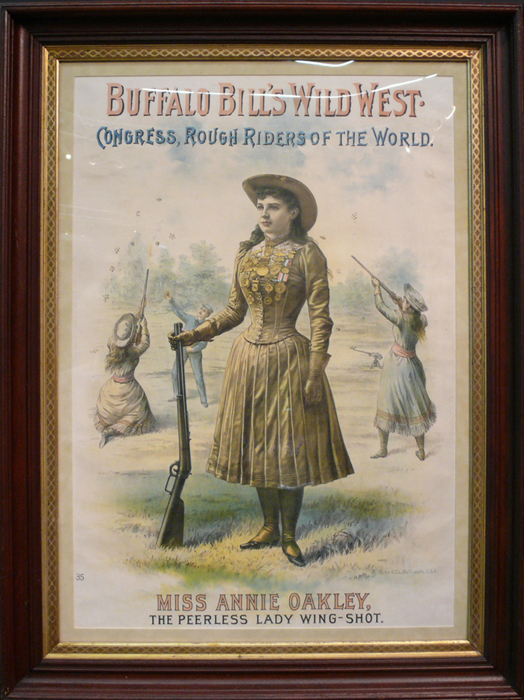 BUFFALO BILL'S WILD WEST.
CONGRESS, ROUGH RIDERS OF THE WORLD.
35
MISS ANNIE OAKLEY,
THE PEERLESS LADY WING-SHOT.